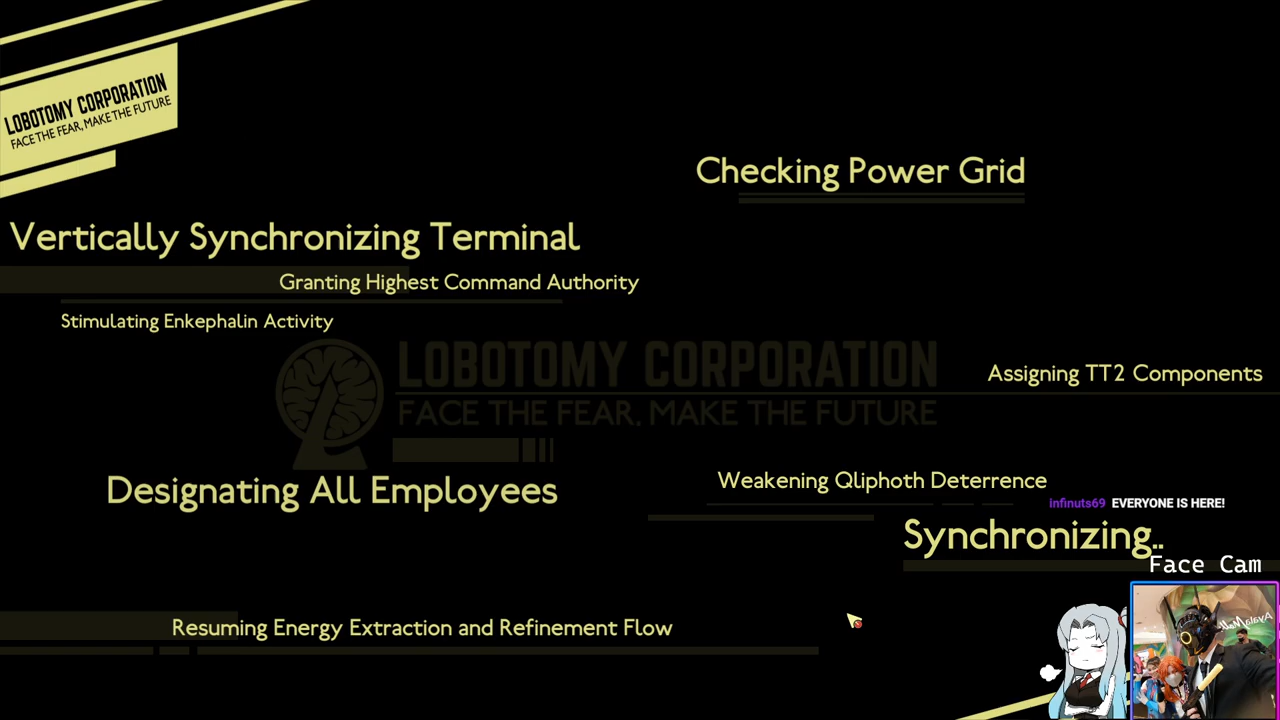 LOBOTOMY CORPORATION
FACE THE FEAR, MAKE THE FUTURE
Checking Power Grid
Vertically Synchronizing Terminal
Granting Highest Command Authority
Stimulating Enkephalin Activity
LOBOTOMY CORPORATION
FACE THE FEAR, MAKE THE FUTURE
Assigning TT2 Components
Designating All Employees
Weakening Qliphoth Deterrence
infinuts69 EVERYONE IS HERE!
Synchronizing..
Face Cam
Resuming Energy Extraction and Refinement Flow